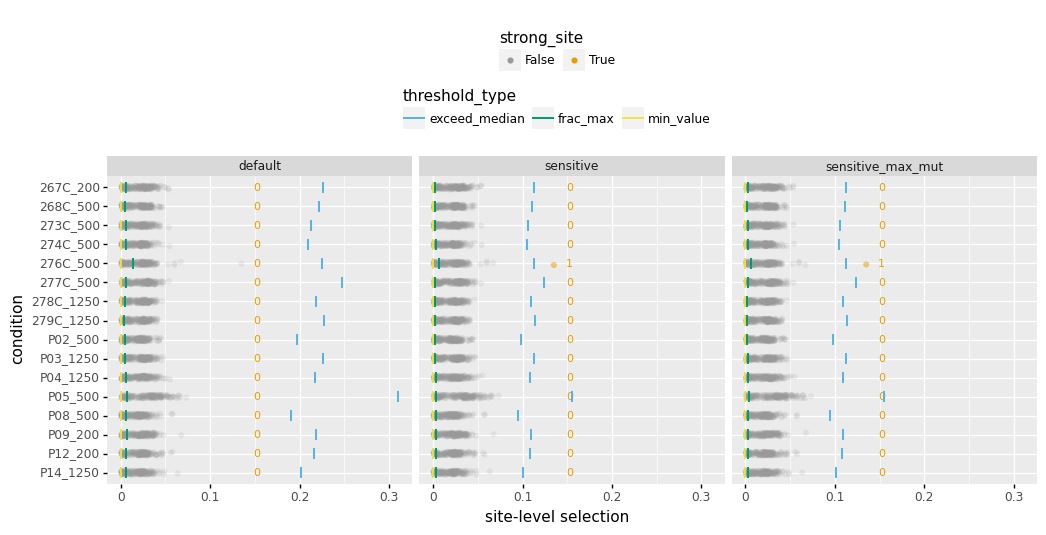 strong_site
False True
threshold_type
exceed_median frac_max min_value
default sensitive sensitive_max_mut
condition
267C_200 0 0 0
268C_500 0 0 0
273C_500 0 0 0
274C_500 0 0 0
276C_500 0 1 1
277C_500 0 0 0
278C_1250 0 0 0
279C_1250 0 0 0
P02_500 0 0 0
P03_1250 0 0 0
P04_1250 0 0 0
P05_500 0 0 0
P08_500 0 0 0
P09_200 0 0 0
P12_200 0 0 0
P14_1250 0 0 0
0 0.1 0.2 0.3 0 0.1 0.2 0.3 0 0.1 0.2 0.3
site-level selection